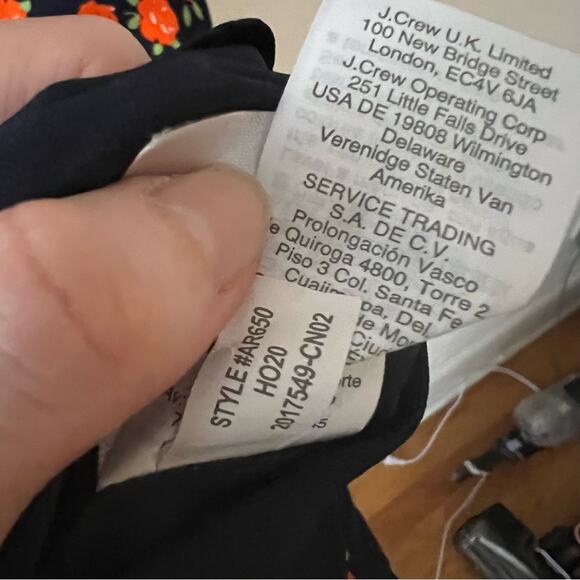 J.Crew U.K. Limited
100 New Bridge Street
London, EC4V 6JA
J.Crew Operating Corp
251 Little Falls Drive
USA DE 19808 Wilmington
Delaware
Verenidge Staten Van
Amerika
SERVICE TRADING
S.A. DE C.V.
Prolongación Vasco
e Quiroga 4800, Torre 2
Piso 3 Col. Santa Fe
Del.
STYLE #AR650
HO20
2017549-CN02